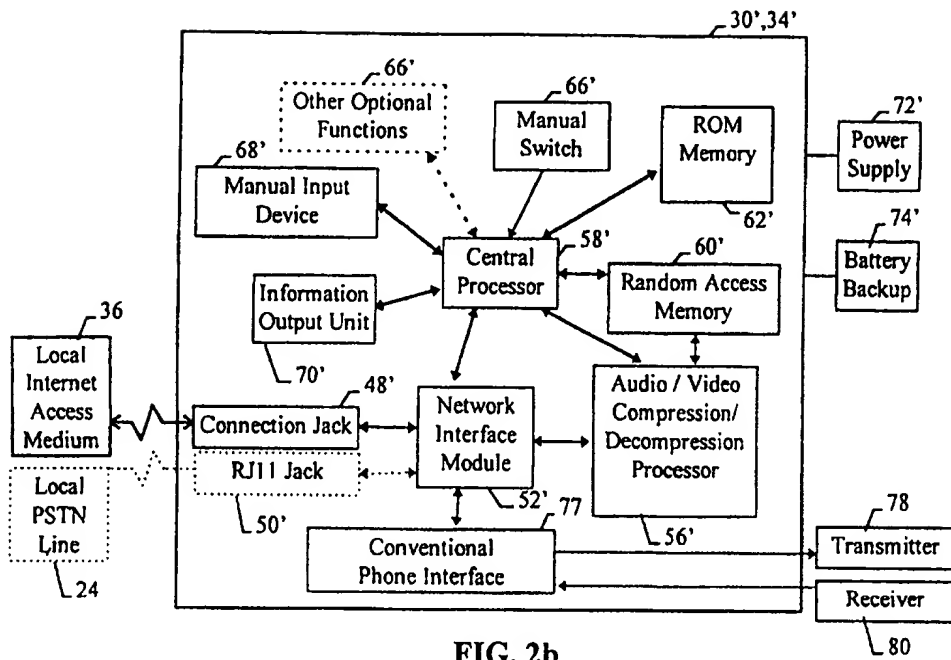 30',34'
66'
Other Optional
Functions
66'
Manual
Switch
ROM
Memory
62'
72'
Power
Supply
68'
Manual Input
Device
58'
Central
Processor
60'
Random Access
Memory
74'
Battery
Backup
Information
Output Unit
70'
36
Local
Internet
Access
Medium
48'
Connection Jack
Network
Interface
Module
52'
Audio / Video
Compression/
Decompression
Processor
56'
RJ11 Jack
50'
Local
PSTN
Line
24
77
Conventional
Phone Interface
78
Transmitter
Receiver
80
FIG. 2b